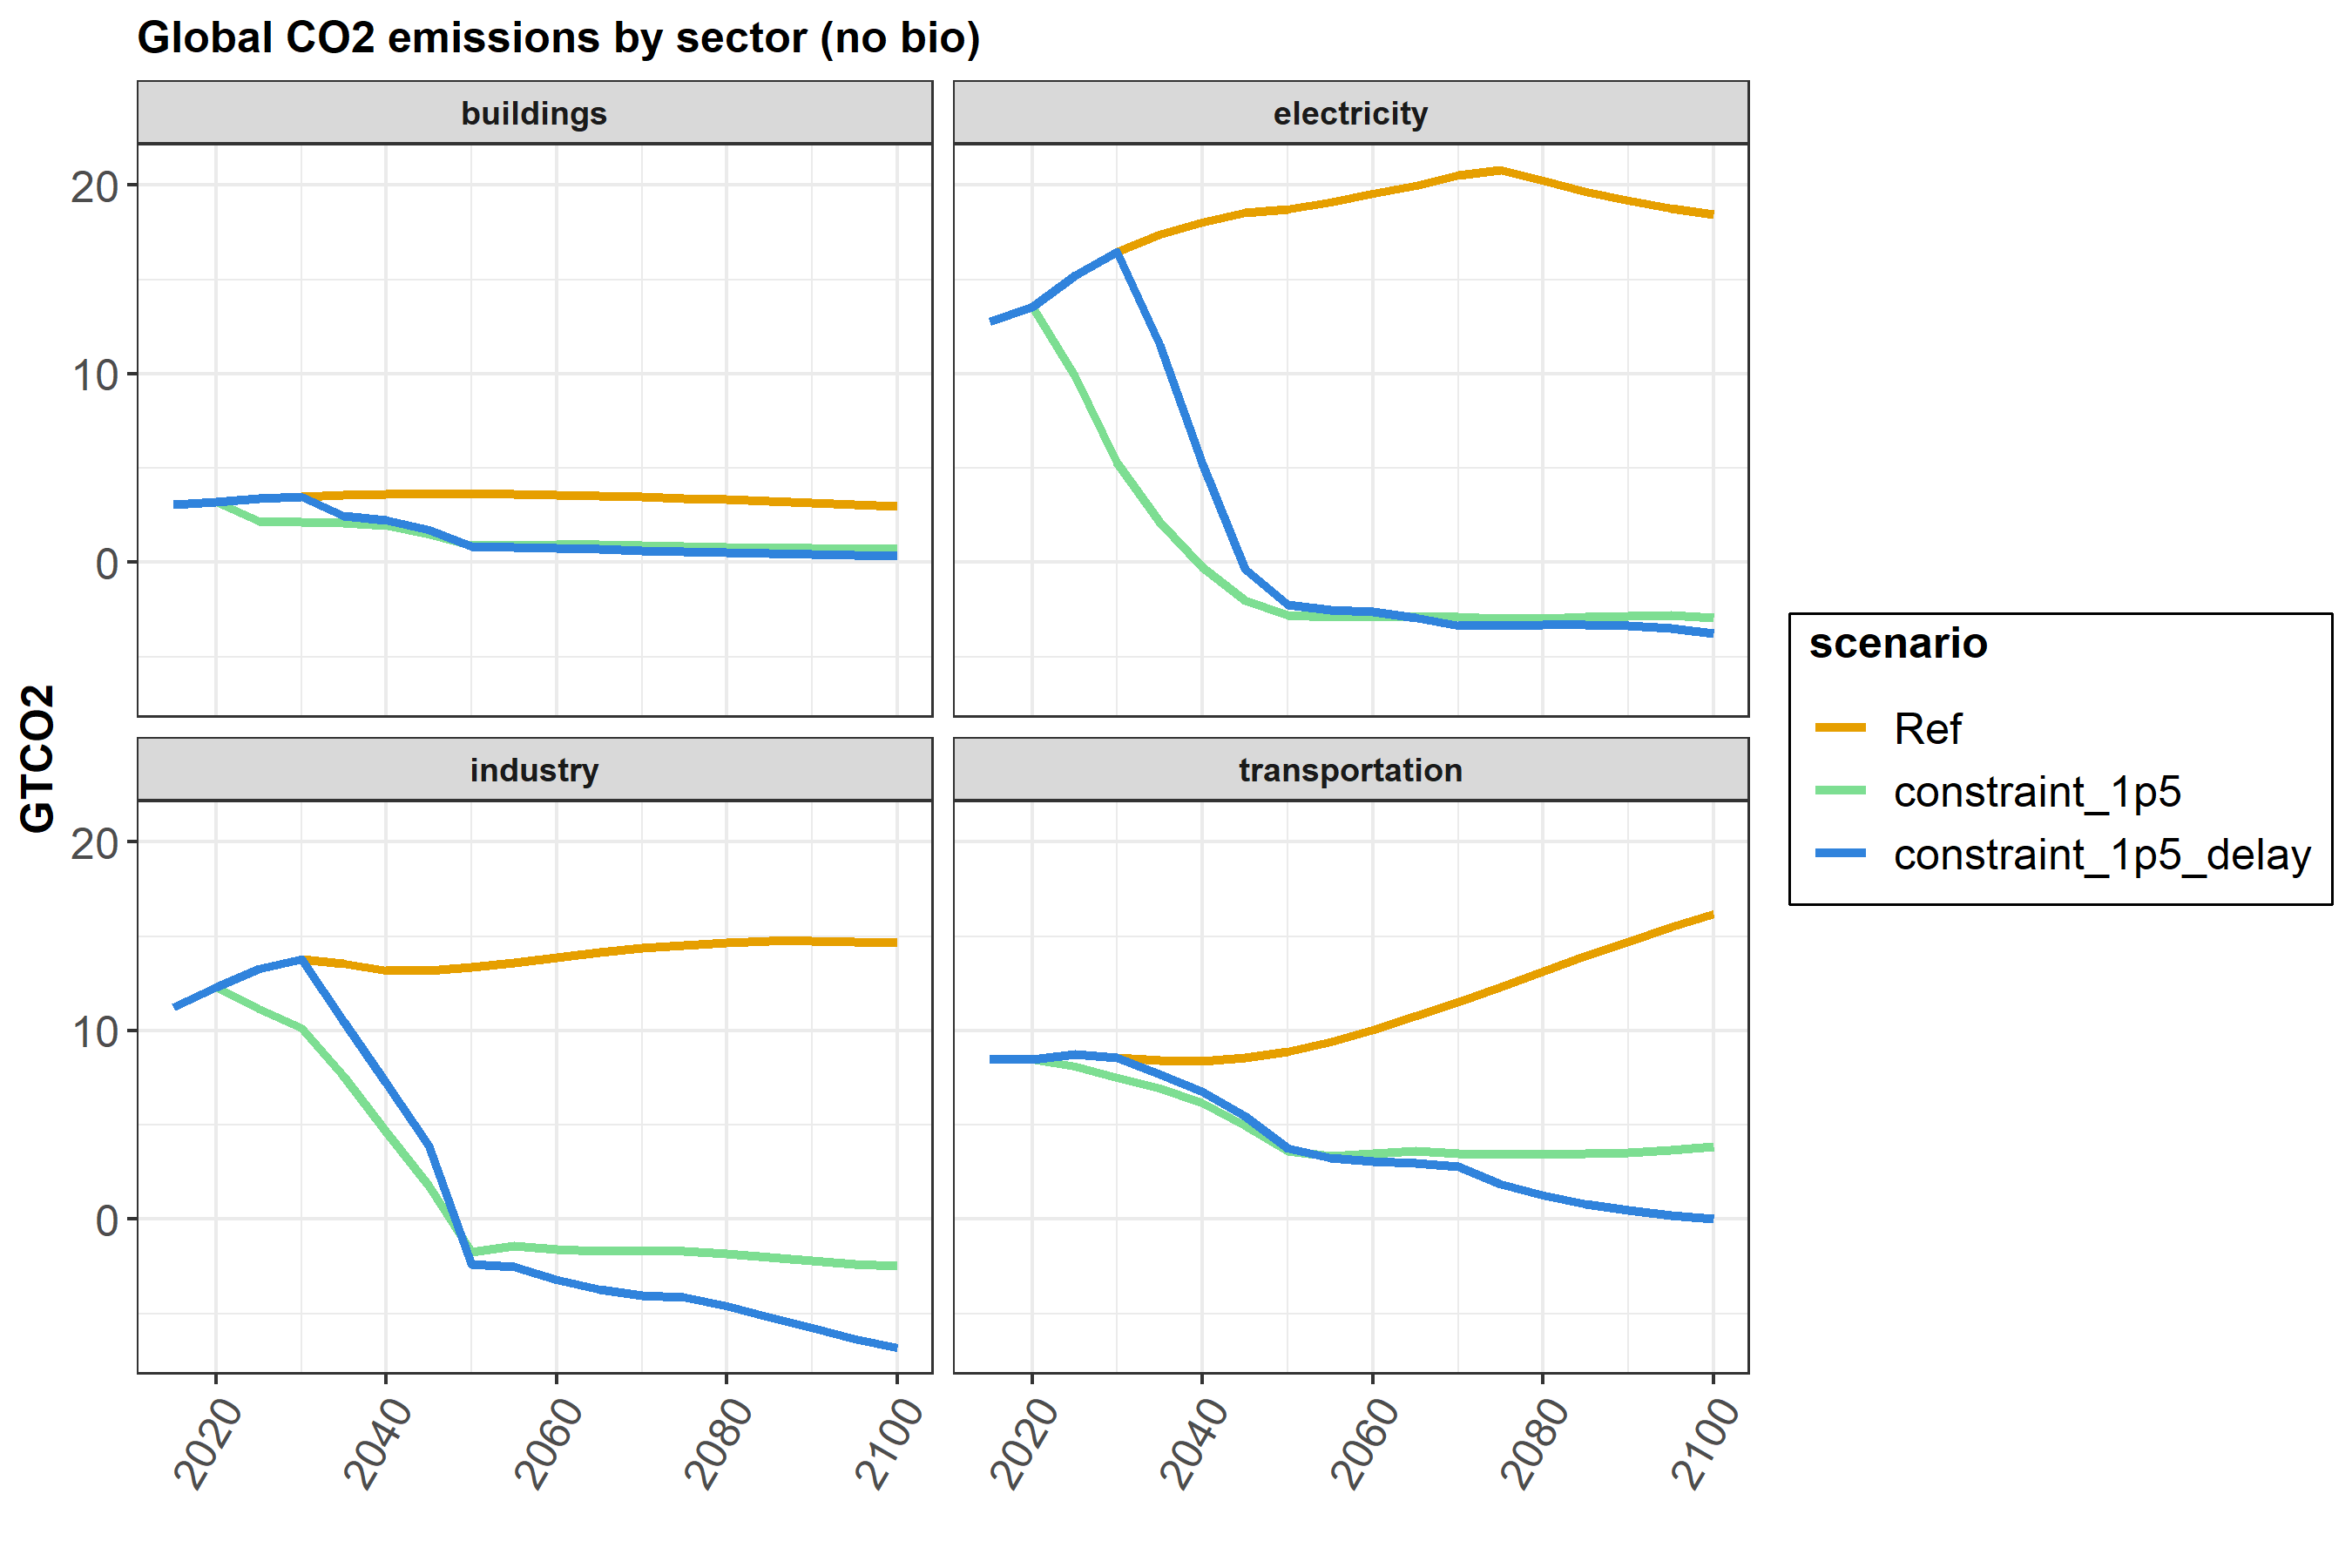 Global CO2 emissions by sector (no bio)
buildings
electricity
20
10
0
GTCO2
industry
transportation
20
10
0
2020
2040
2060
2080
2100
2020
2040
2060
2080
2100
scenario
Ref
constraint_1p5
constraint_1p5_delay